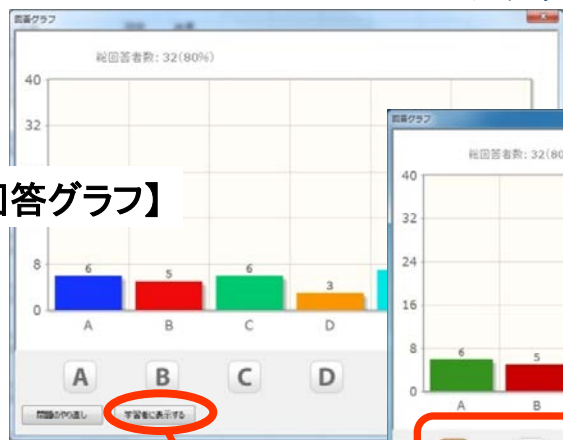 回答グラフ
総回答者数: 32(80%)
40
32
回答グラフ】
8
0
6
5
6
3
A
B
C
D
A
B
C
D
問題のやり直し
学習者に表示する
回答グラフ
総回答者数: 32(80
40
32
24
16
8
0
6
5
A
B